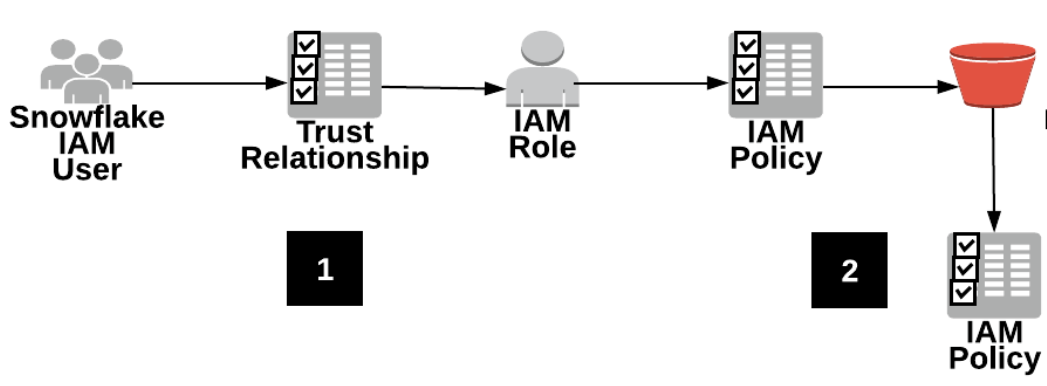 Snowflake
IAM
User
Trust
Relationship
IAM
Role
IAM
Policy
1
2
IAM
Policy